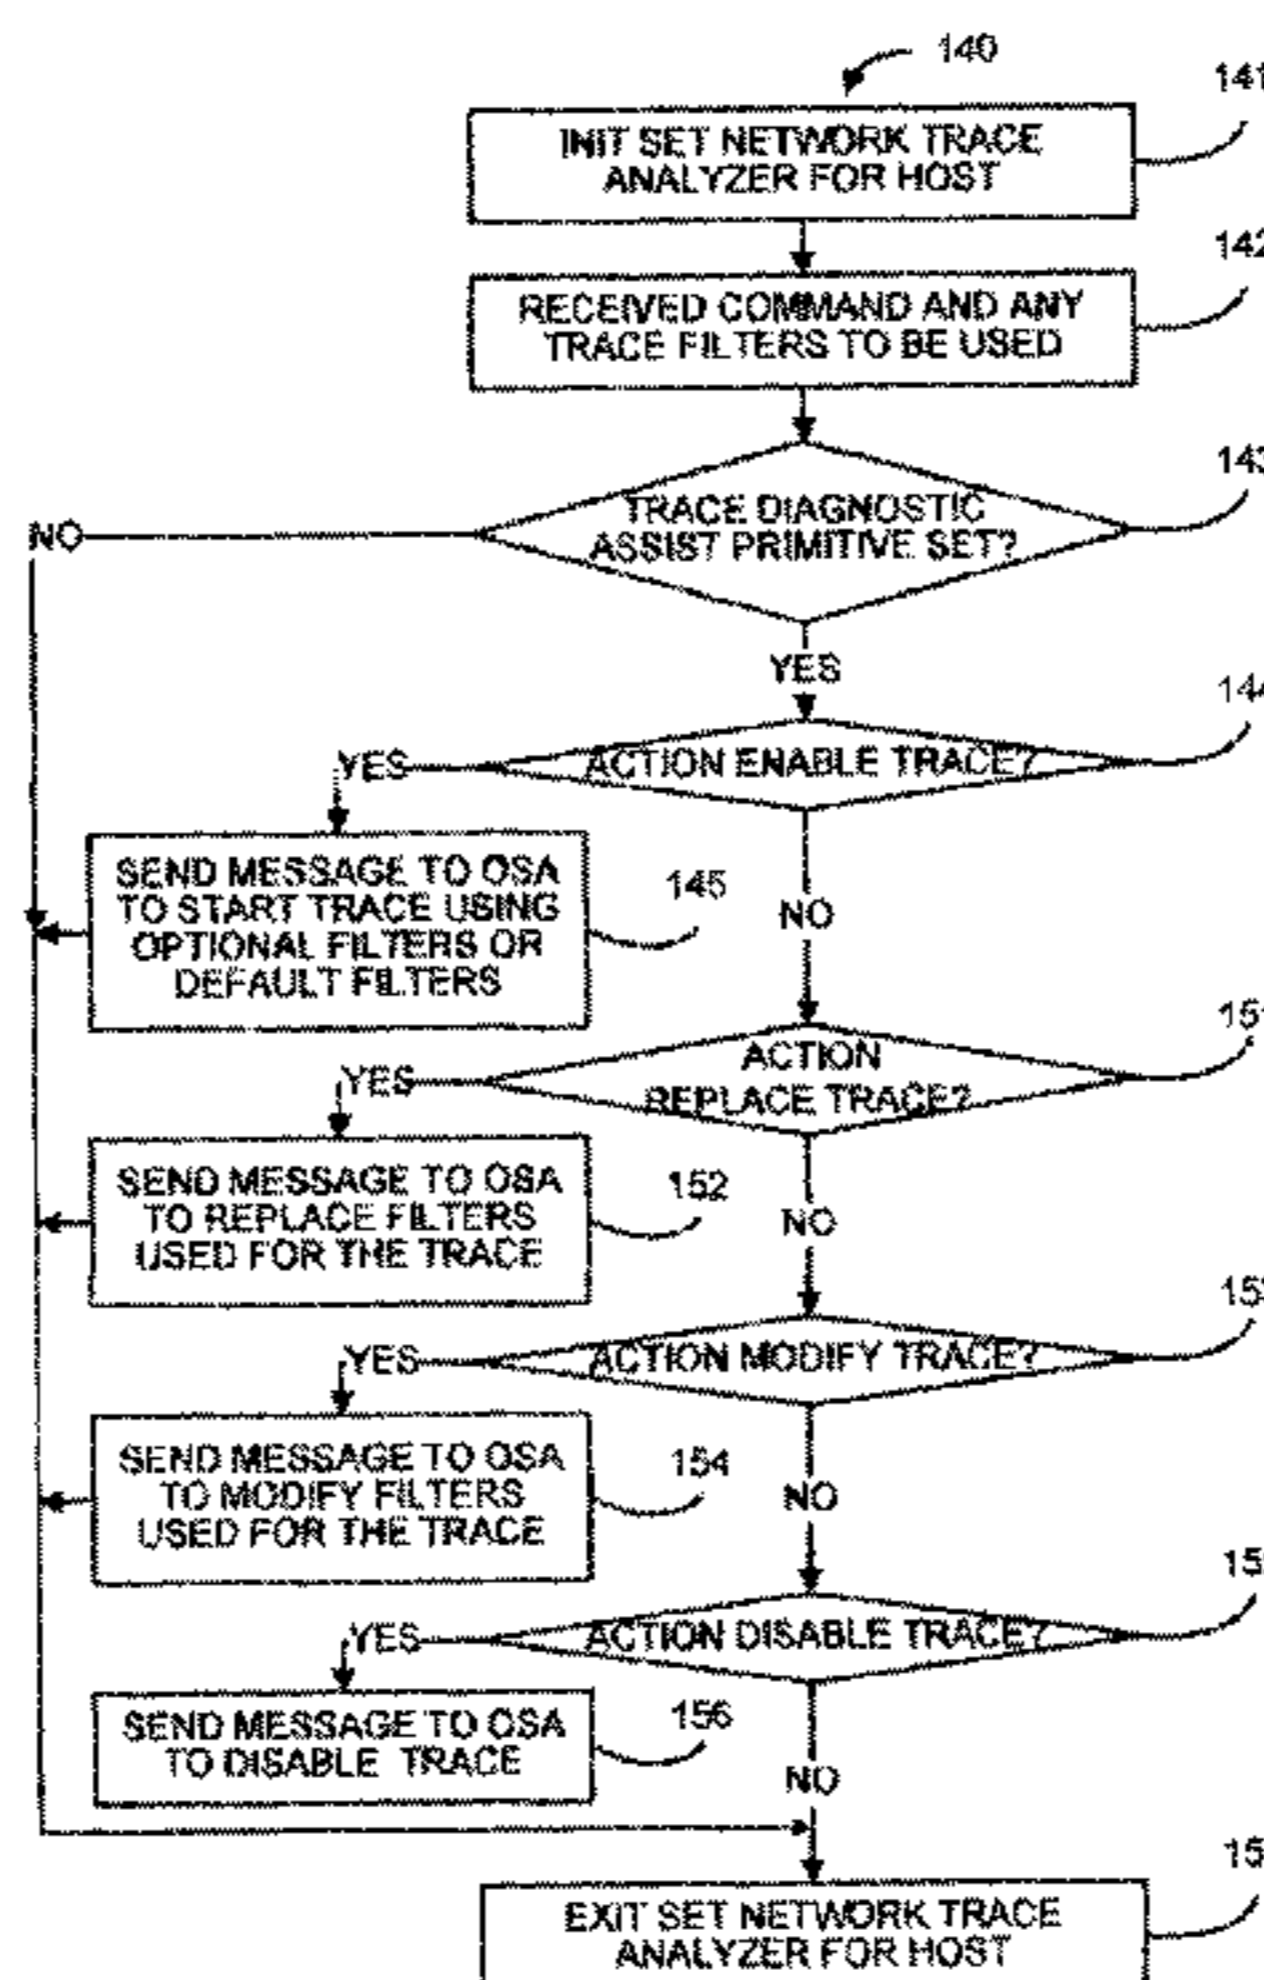 140
141
INIT SET NETWORK TRACE
ANALYZER FOR HOST
142
RECEIVED COMMAND AND ANY
TRACE FILTERS TO BE USED
143
TRACE DIAGNOSTIC
ASSIST PRIMITIVE SET?
NO
YES
144
ACTION ENABLE TRACE?
YES
SEND MESSAGE TO OSA
TO START TRACE USING
OPTIONAL FILTERS OR
DEFAULT FILTERS
145
NO
151
ACTION
REPLACE TRACE?
YES
SEND MESSAGE TO OSA
TO REPLACE FILTERS
USED FOR THE TRACE
152
NO
153
ACTION MODIFY TRACE?
YES
SEND MESSAGE TO OSA
TO MODIFY FILTERS
USED FOR THE TRACE
154
NO
ACTION DISABLE TRACE?
YES
SEND MESSAGE TO OSA
TO DISABLE TRACE
156
NO
EXIT SET NETWORK TRACE
ANALYZER FOR HOST